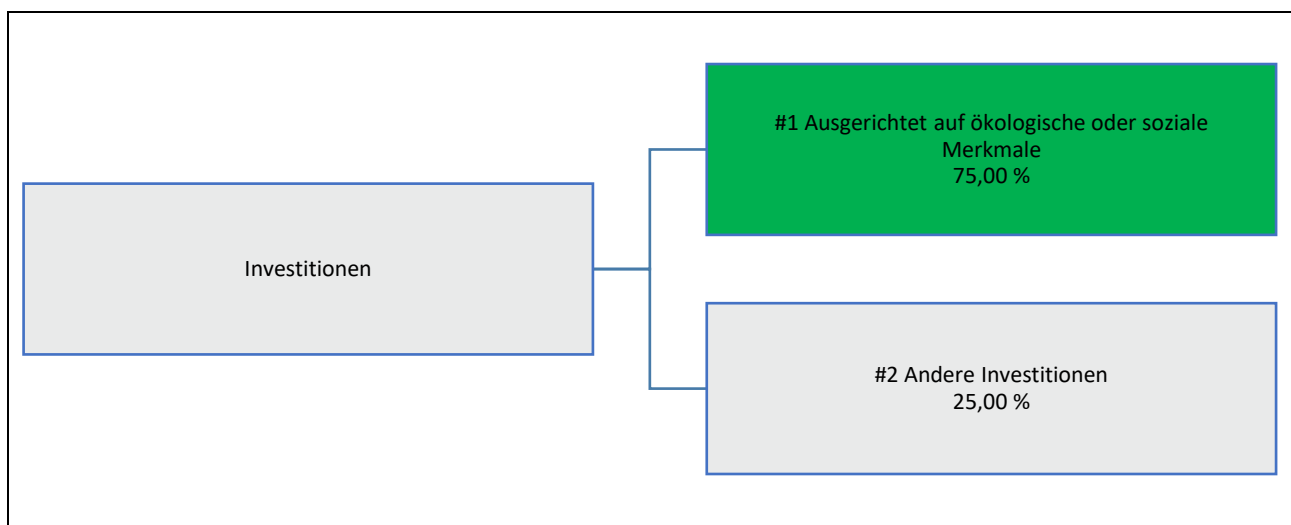 #1 Ausgerichtet auf ökologische oder soziale
Merkmale
75,00 %
Investitionen
#2 Andere Investitionen
25,00 %